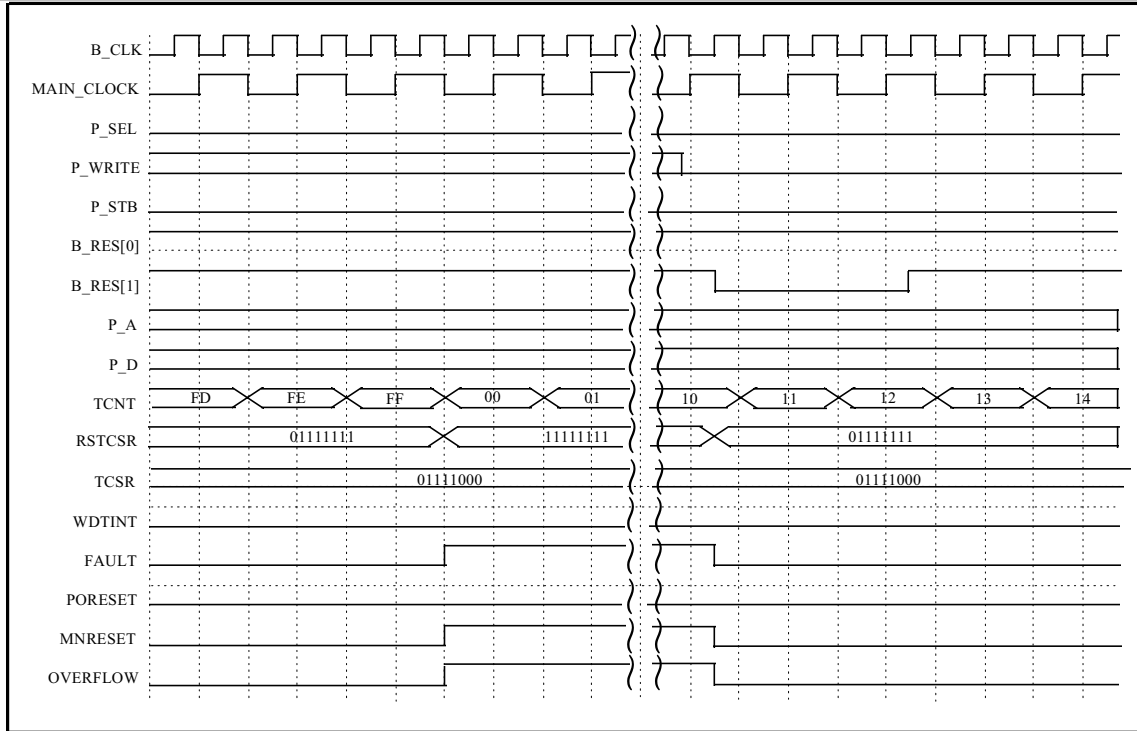 B_CLK
MAIN_CLOCK
P_SEL
P_WRITE
P_STB
B_RES[0]
B_RES[1]
P_A
P_D
TCNT FD FE FF 00 01 10 11 12 13 14
RSTCSR 01111111 11111111 01111111
TCSR 01111000 01111000
WDTINT
FAULT
PORESET
MNRESET
OVERFLOW